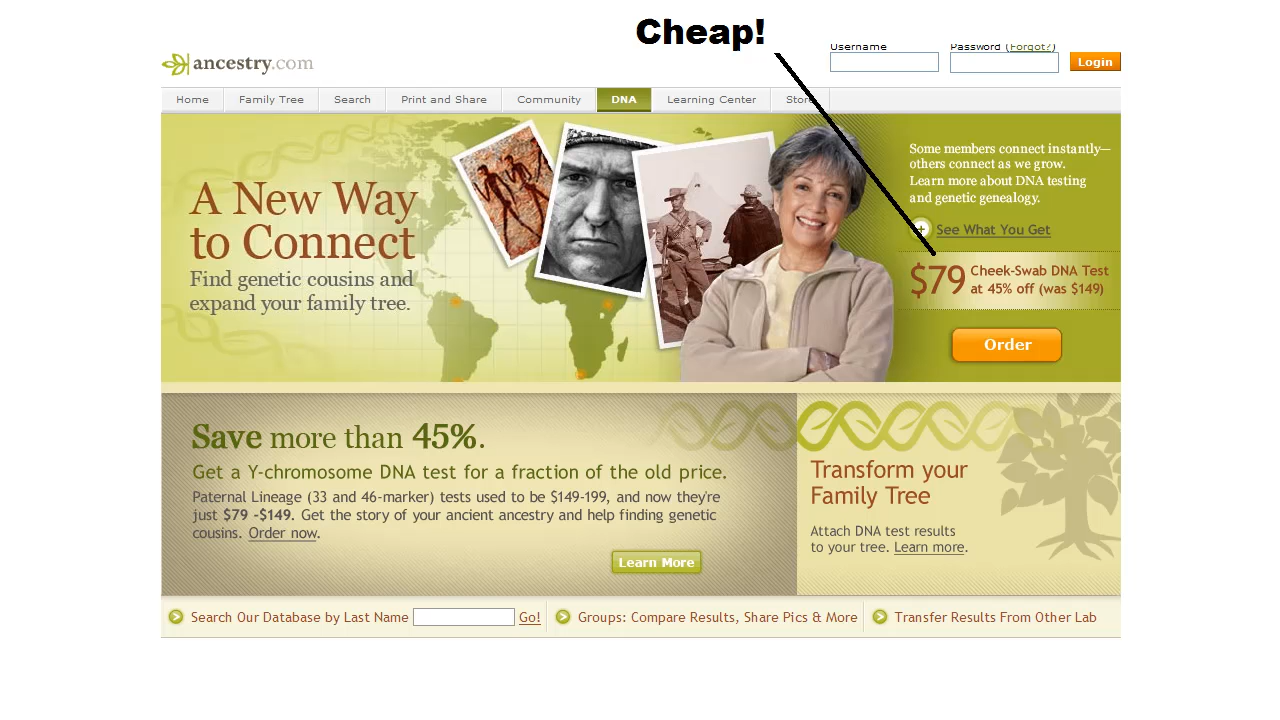 Cheap!
ancestry.com
Username
Password (Forgot?)
Login
Home Family Tree Search Print and Share Community DNA Learning Center Store
A New Way
to Connect
Find genetic cousins and
expand your family tree.
Some members connect instantly—
others connect as we grow.
Learn more about DNA testing
and genetic genealogy.
See What You Get
$79 Cheek-Swab DNA Test
at 45% off (was $149)
Order
Save more than 45%.
Get a Y-chromosome DNA test for a fraction of the old price.
Paternal Lineage (33 and 46-marker) tests used to be $149-199, and now they're
just $79 -$149. Get the story of your ancient ancestry and help finding genetic
cousins. Order now.
Learn More
Transform your
Family Tree
Attach DNA test results
to your tree. Learn more.
Search Our Database by Last Name Go! Groups: Compare Results, Share Pics & More Transfer Results From Other Lab